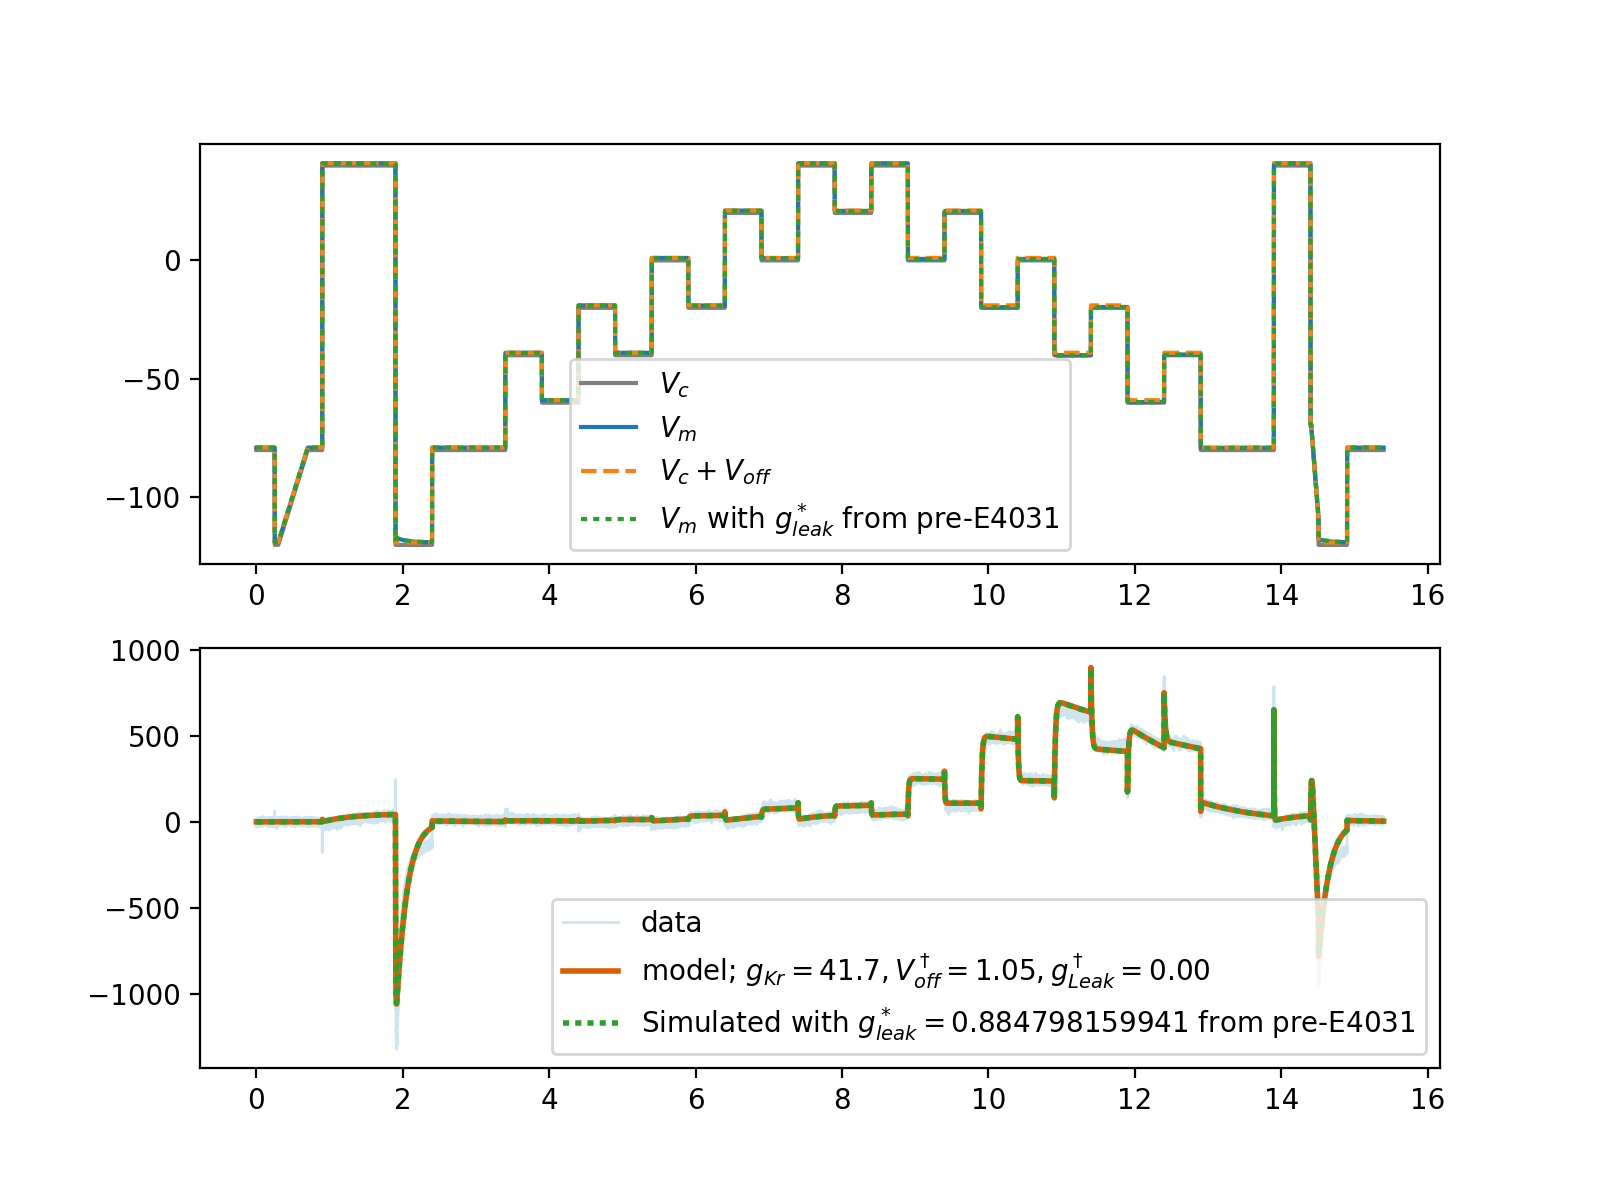 0
−50
−100
V_c
V_m
V_c + V_off
V_m with g*_leak from pre-E4031
0 2 4 6 8 10 12 14 16
1000
500
0
−500
−1000
data
model; g_Kr = 41.7, V†_off = 1.05, g†_Leak = 0.00
Simulated with g*_leak = 0.884798159941 from pre-E4031
0 2 4 6 8 10 12 14 16